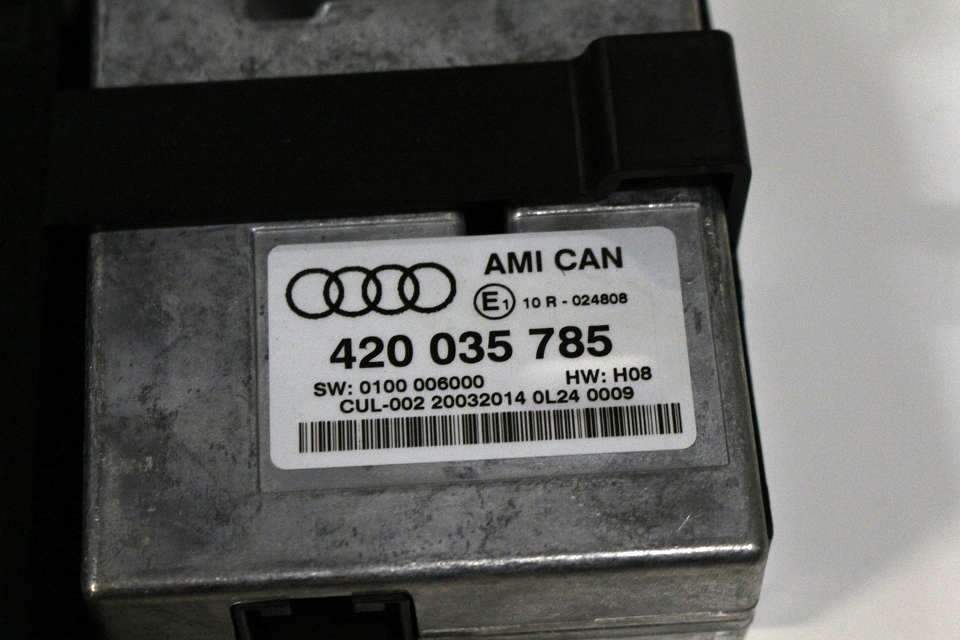 AMI CAN
E1 10 R - 024808
420 035 785
SW: 0100 006000 HW: H08
CUL-002 20032014 0L24 0009